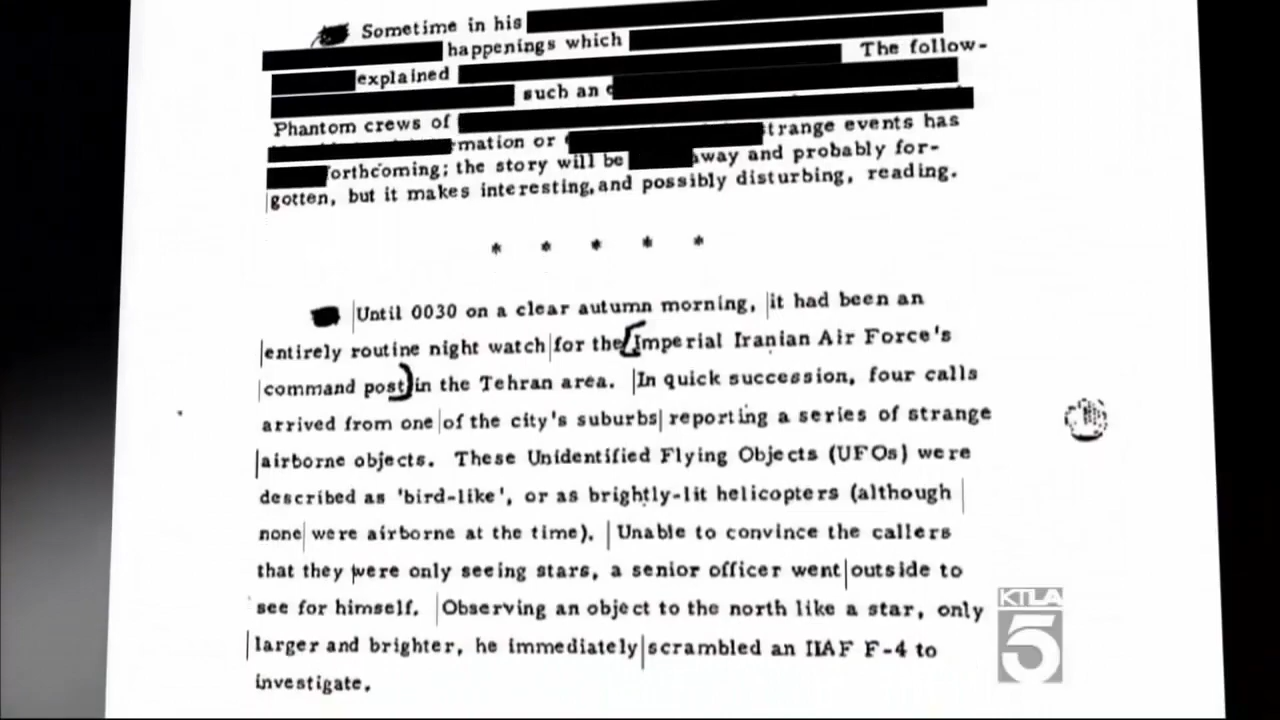 Sometime in his
happenings which
The follow-
explained
such an
Phantom crews of
mation or trange events has
orthcoming; the story will be away and probably for-
gotten, but it makes interesting, and possibly disturbing, reading.
* * * * *
Until 0030 on a clear autumn morning, it had been an
entirely routine night watch for the [Imperial Iranian Air Force's
command post) in the Tehran area. In quick succession, four calls
arrived from one of the city's suburbs reporting a series of strange
airborne objects. These Unidentified Flying Objects (UFOs) were
described as 'bird-like', or as brightly-lit helicopters (although
none were airborne at the time). Unable to convince the callers
that they were only seeing stars, a senior officer went outside to
see for himself. Observing an object to the north like a star, only
larger and brighter, he immediately scrambled an IIAF F-4 to
investigate.
KTLA
5